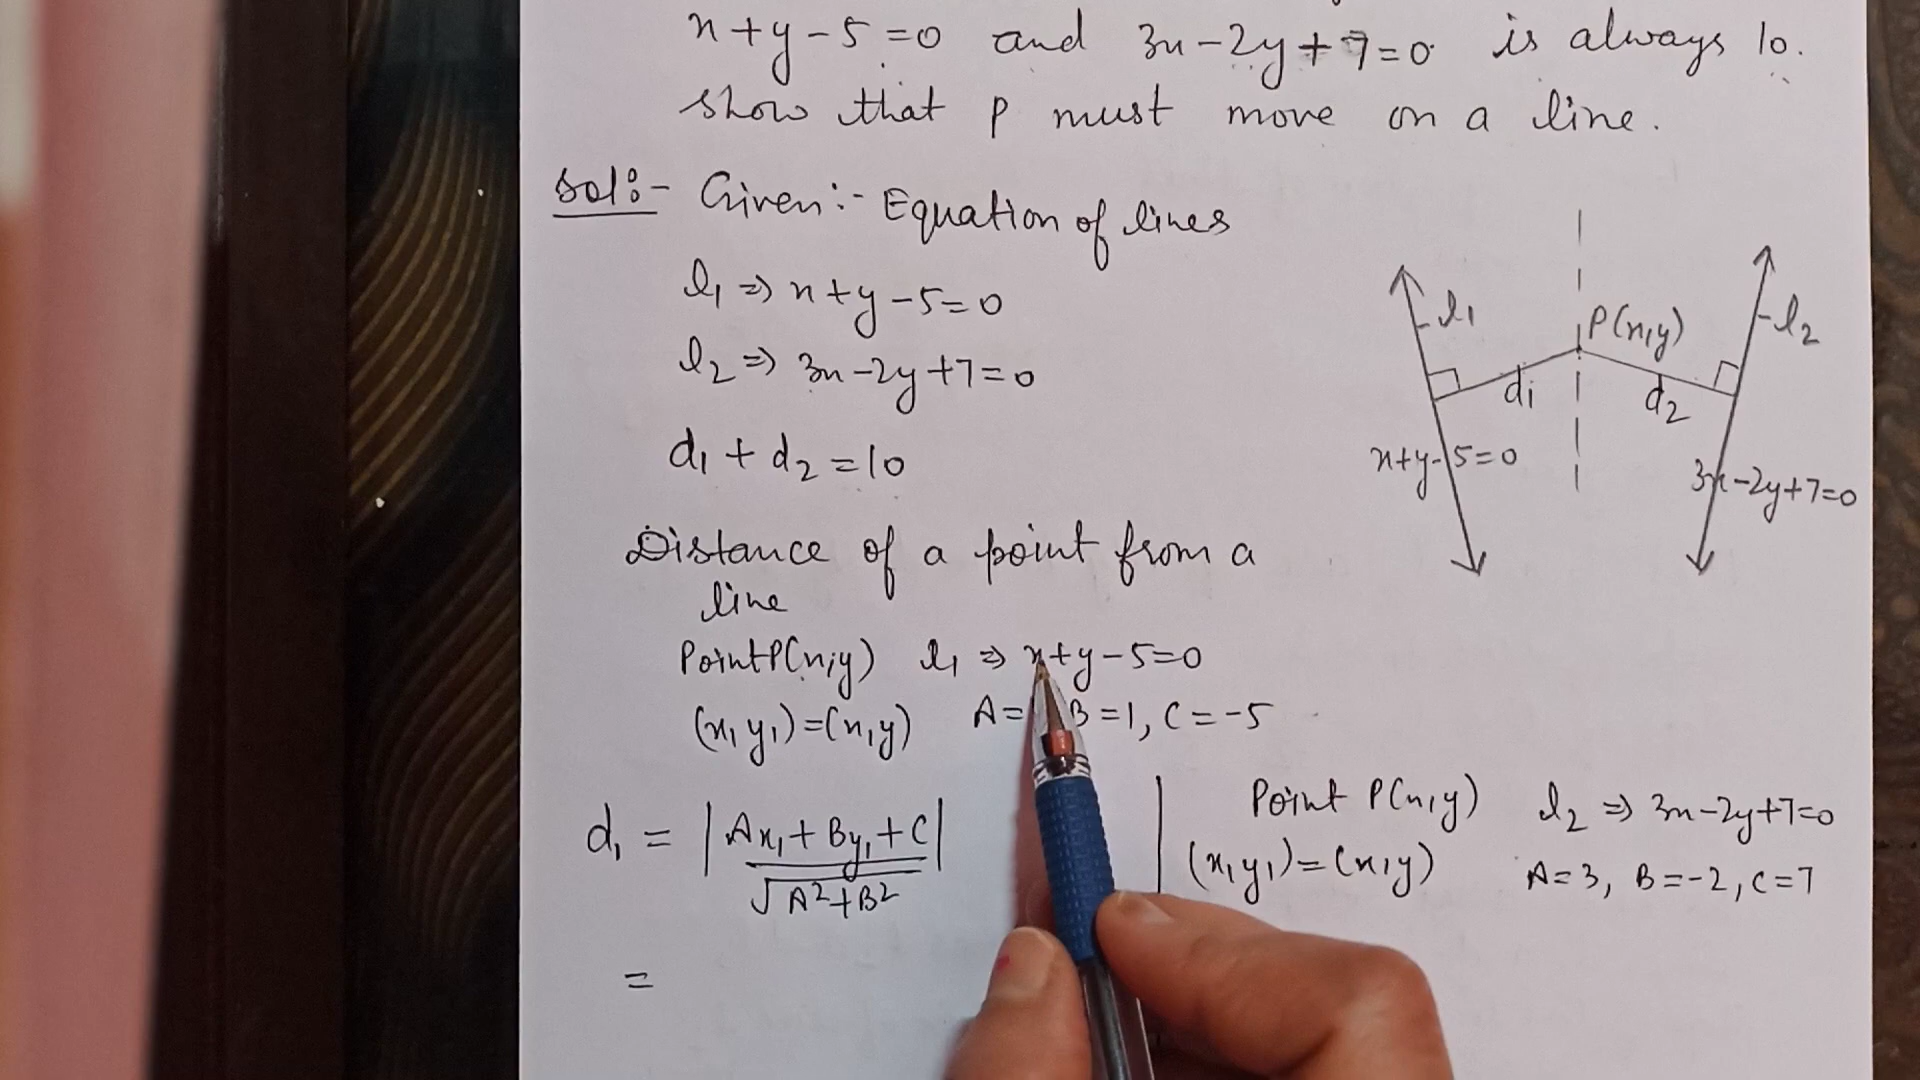 x+y-5=0 and 3x-2y+7=0 is always 10.
show that P must move on a line.
Sol:- Given:- Equation of lines
l₁ ⇒ x+y-5=0
l₂ ⇒ 3x-2y+7=0
d₁ + d₂ = 10
l₁
P(x,y)
l₂
d₁
d₂
x+y-5=0
3x-2y+7=0
Distance of a point from a
line
Point P(x,y) l₁ ⇒ x+y-5=0
(x₁,y₁)=(x,y) A= B=1, C=-5
d₁ = |Ax₁+By₁+C|
√A²+B²
=
Point P(x,y) l₂ ⇒ 3x-2y+7=0
(x₁,y₁)=(x,y) A=3, B=-2, C=7